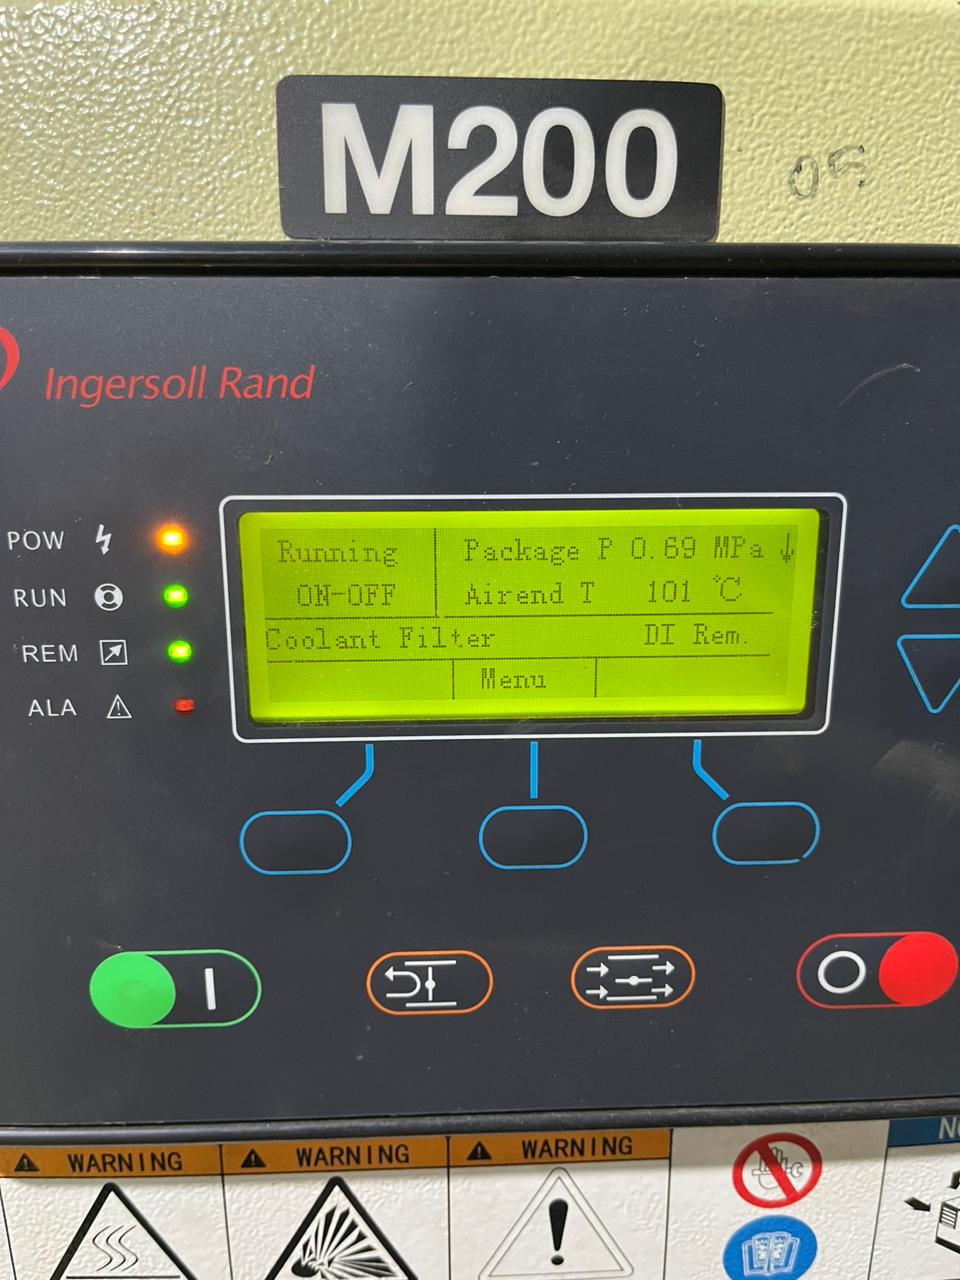 M200
05
Ingersoll Rand
POW
RUN
REM
ALA
Running
ON-OFF
Package P 0.69 MPa
Airend T 101 ℃
Coolant Filter DI Rem.
Menu
WARNING
WARNING
WARNING